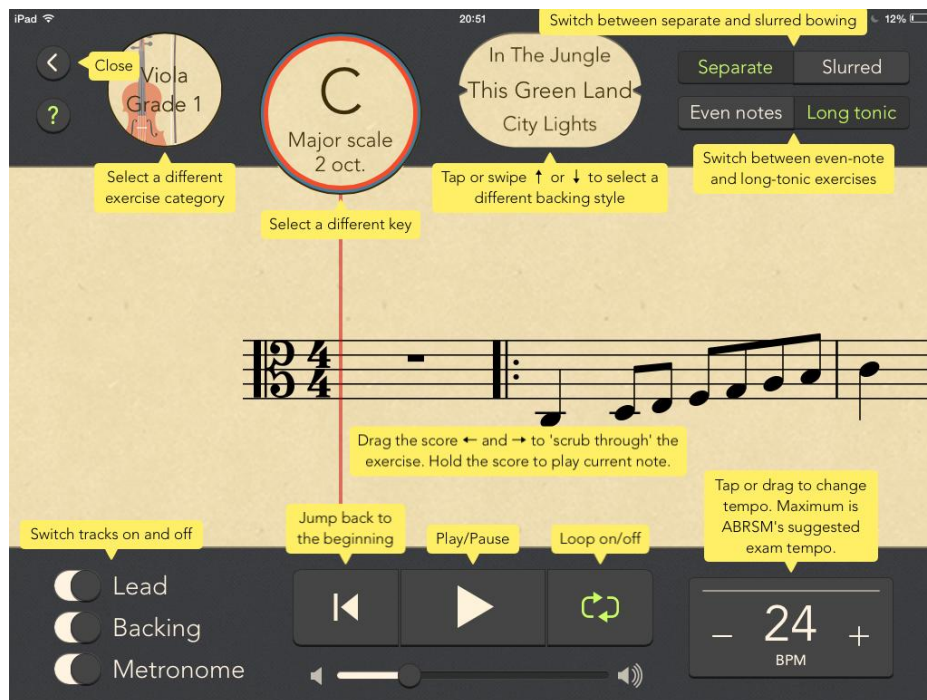 iPad
20:51
12%
Switch between separate and slurred bowing
Close
Viola
Grade 1
C
Major scale
2 oct.
In The Jungle
This Green Land
City Lights
Separate
Slurred
?
Even notes
Long tonic
Select a different
exercise category
Tap or swipe ↑ or ↓ to select a
different backing style
Switch between even-note
and long-tonic exercises
Select a different key
4
4
Drag the score ← and → to 'scrub through' the
exercise. Hold the score to play current note.
Tap or drag to change
tempo. Maximum is
ABRSM's suggested
exam tempo.
Switch tracks on and off
Jump back to
the beginning
Play/Pause
Loop on/off
Lead
Backing
Metronome
− 24 +
BPM